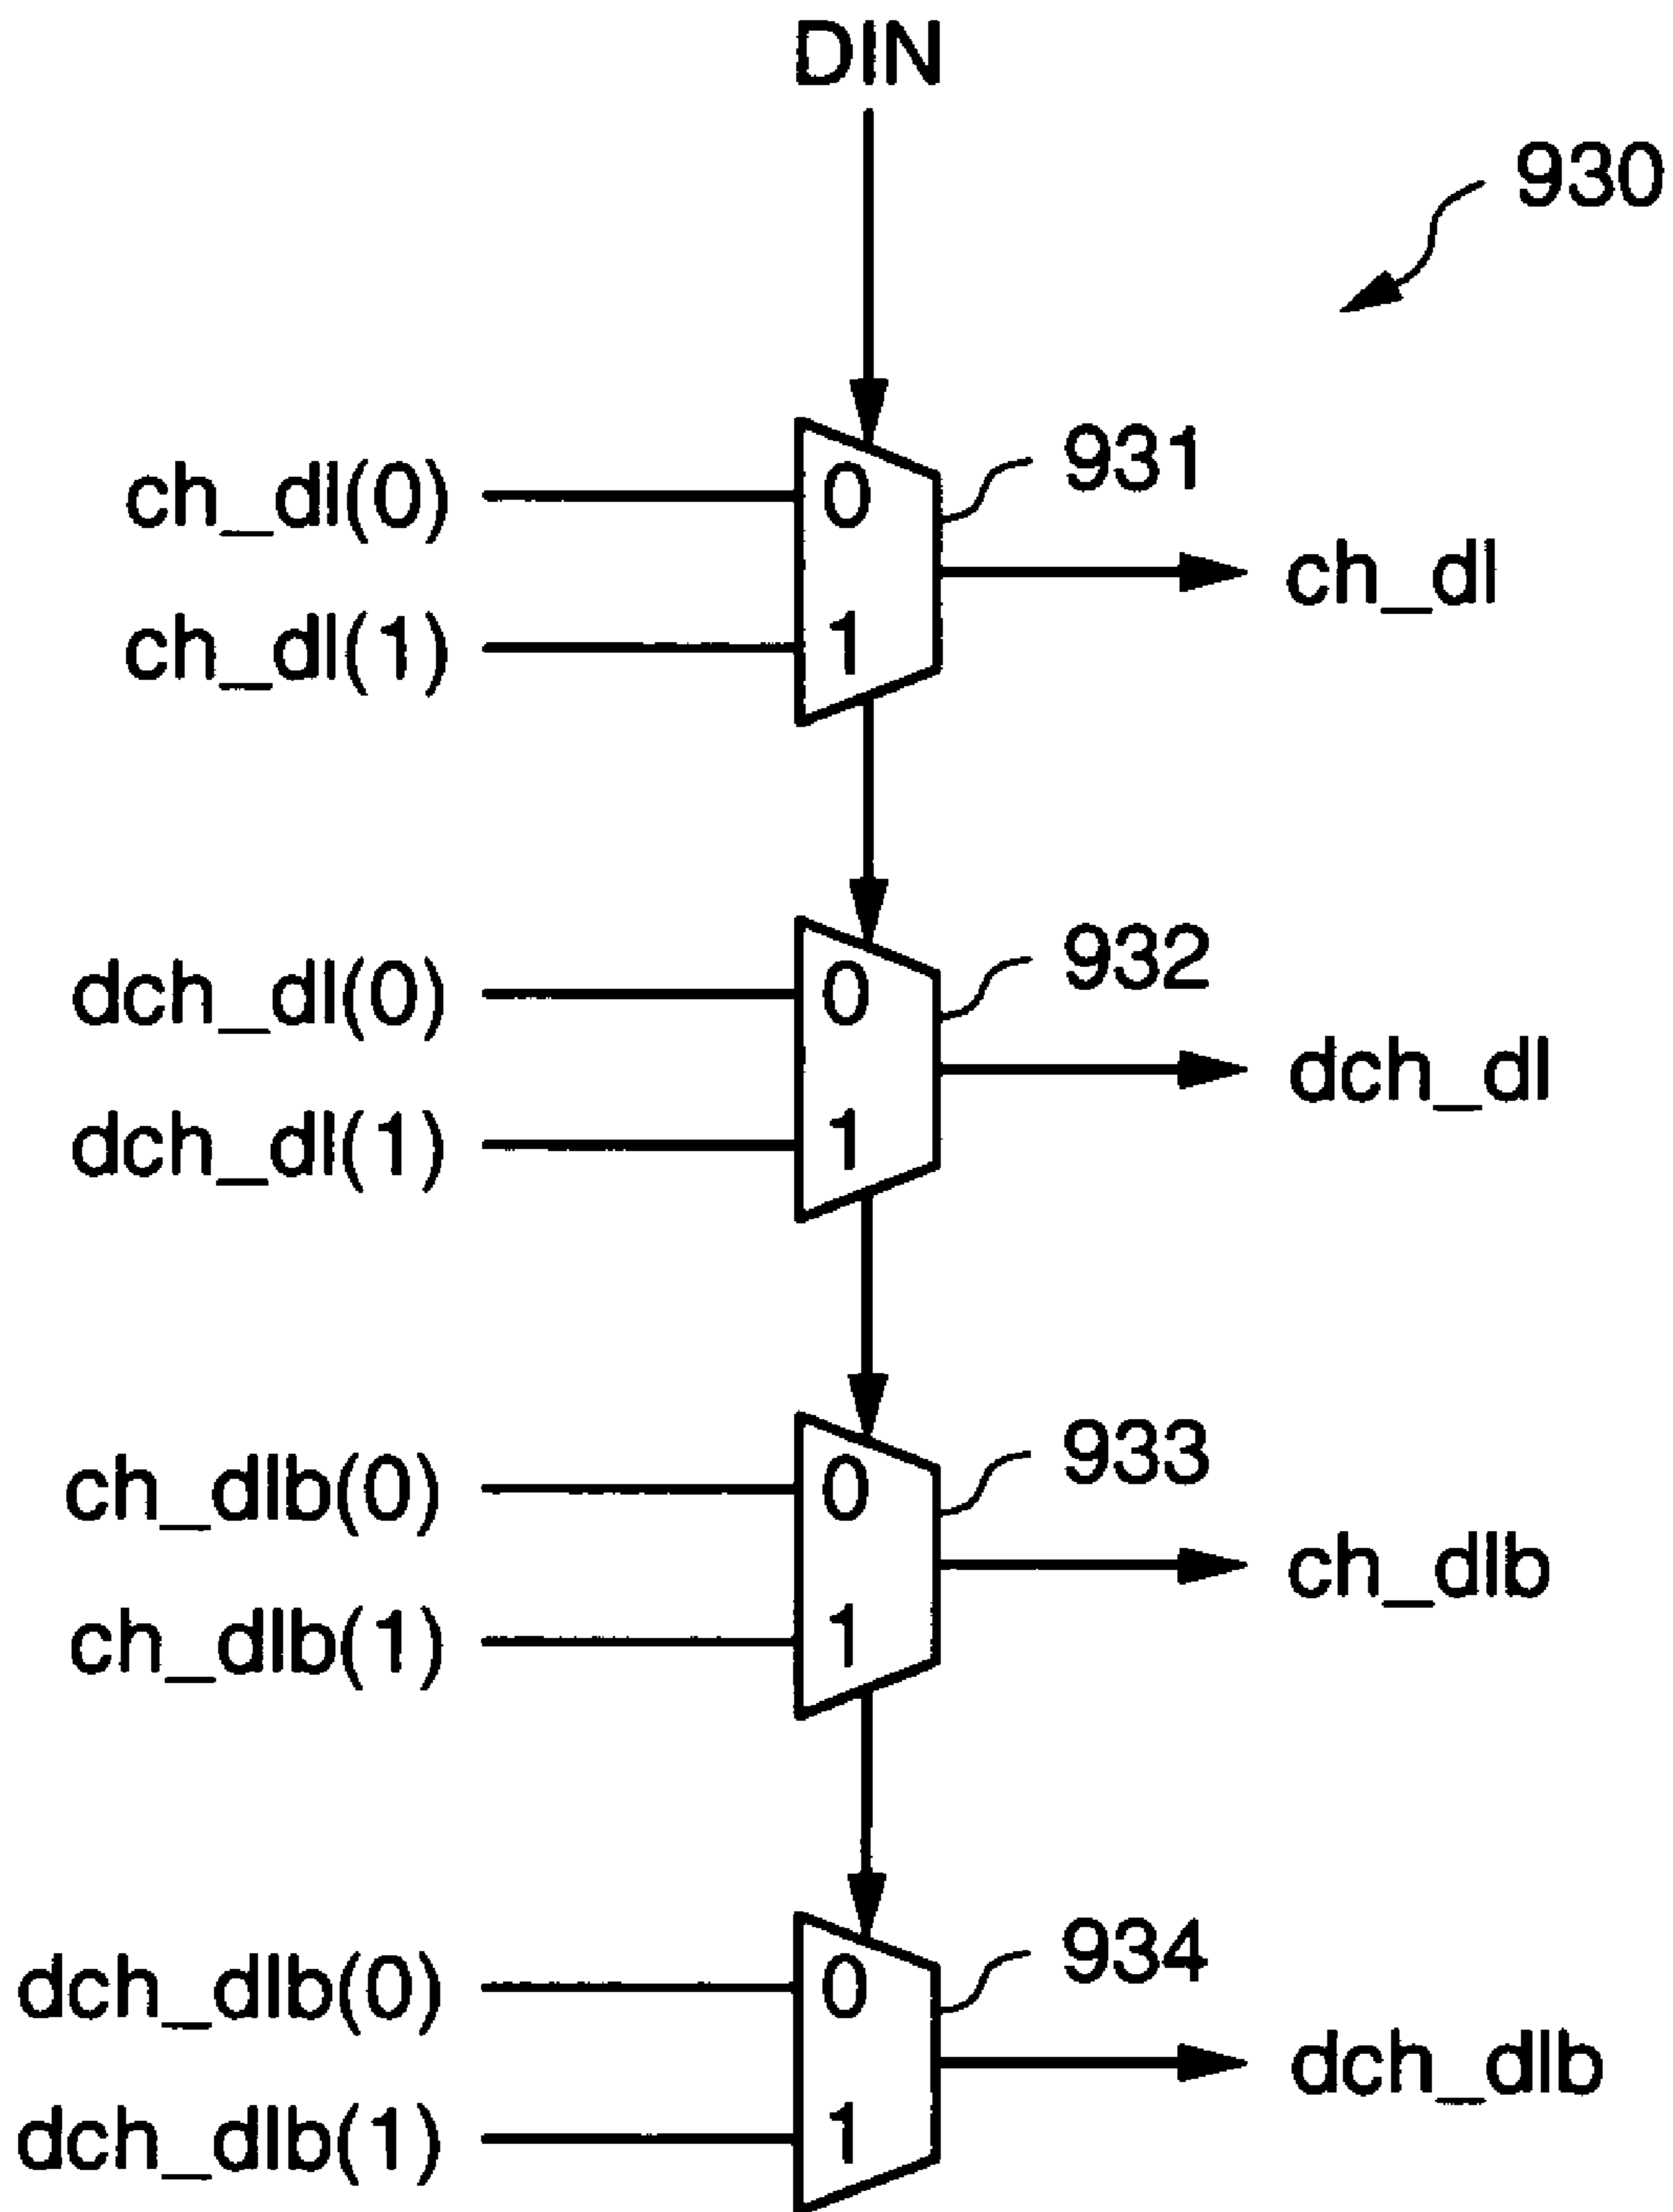 DIN
930
931
ch_dl(0)
0
ch_dl
ch_dl(1)
1
932
dch_dl(0)
0
dch_dl
dch_dl(1)
1
933
ch_dlb(0)
0
ch_dlb
ch_dlb(1)
1
934
dch_dlb(0)
0
dch_dlb
dch_dlb(1)
1